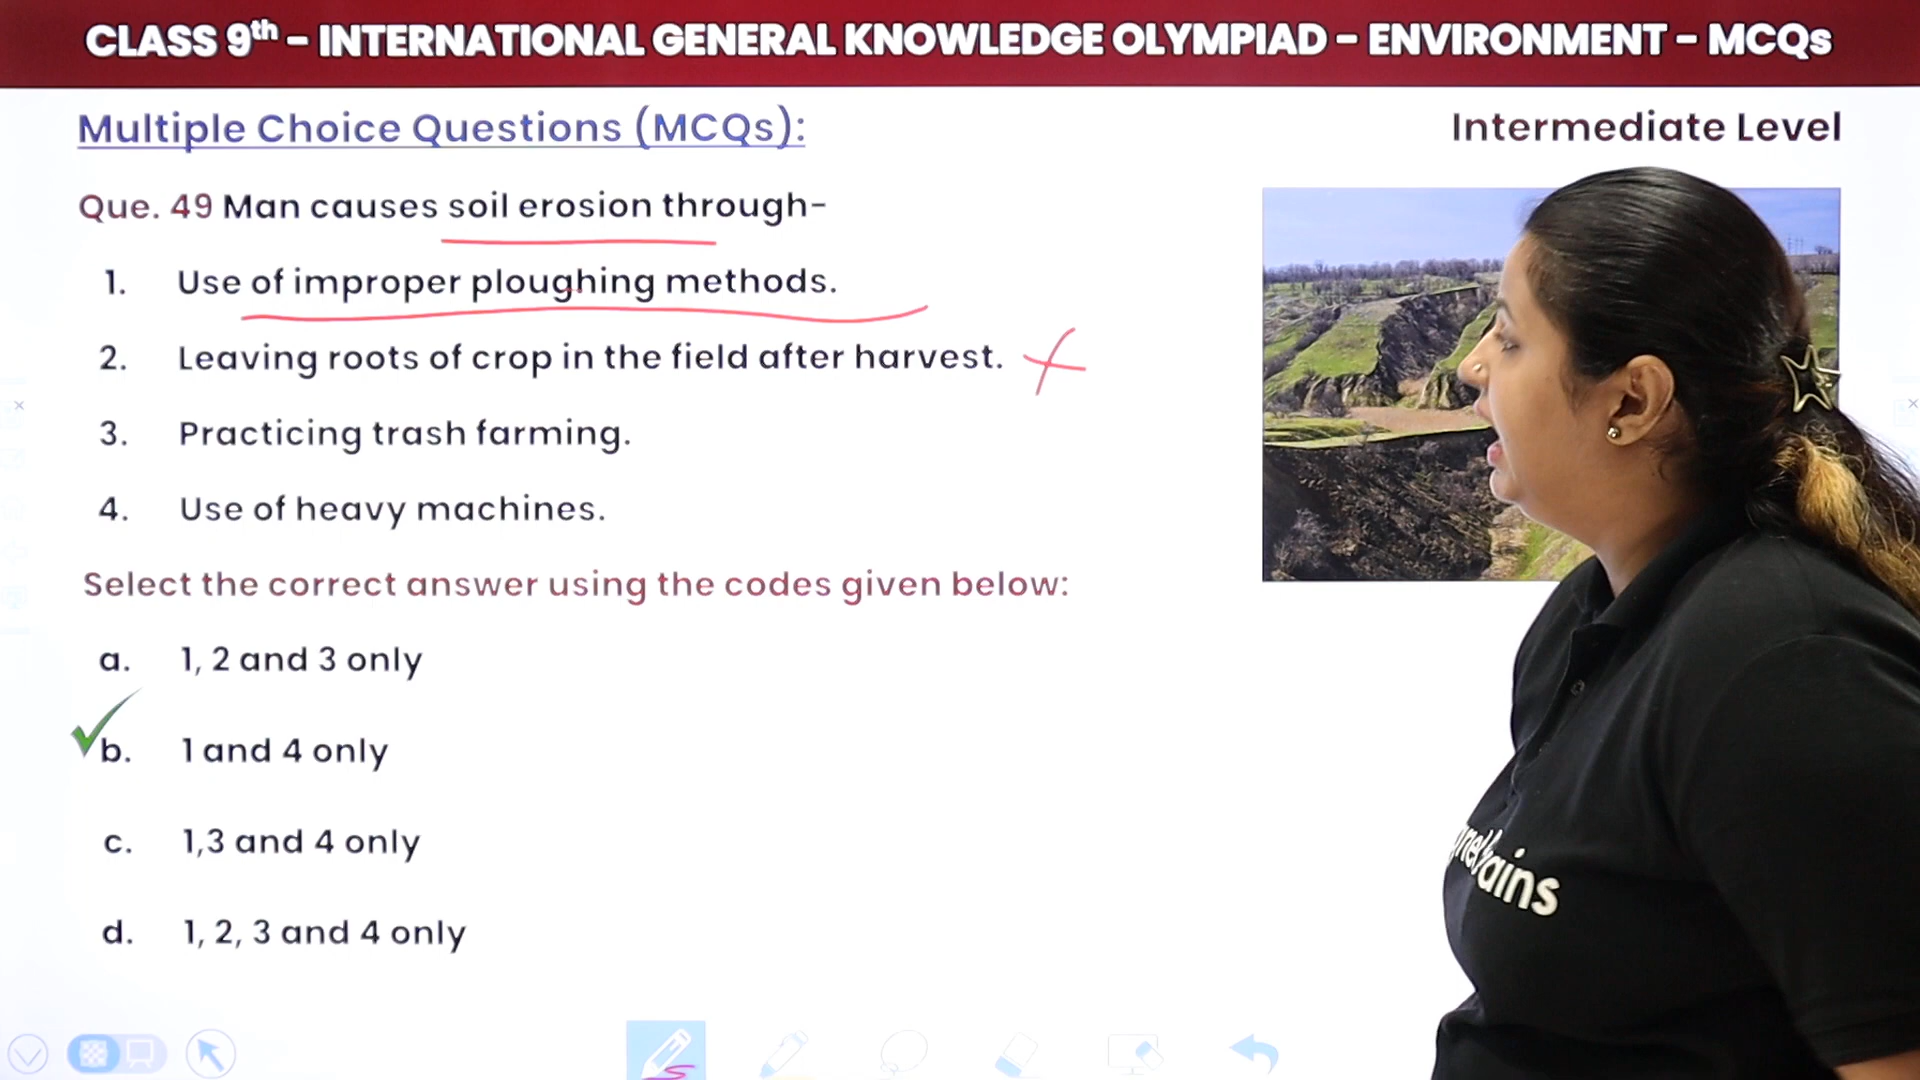 CLASS 9th - INTERNATIONAL GENERAL KNOWLEDGE OLYMPIAD - ENVIRONMENT - MCQs
Multiple Choice Questions (MCQs):
Intermediate Level
Que. 49 Man causes soil erosion through-
1. Use of improper ploughing methods.
2. Leaving roots of crop in the field after harvest.
3. Practicing trash farming.
4. Use of heavy machines.
Select the correct answer using the codes given below:
a. 1, 2 and 3 only
b. 1 and 4 only
c. 1,3 and 4 only
d. 1, 2, 3 and 4 only